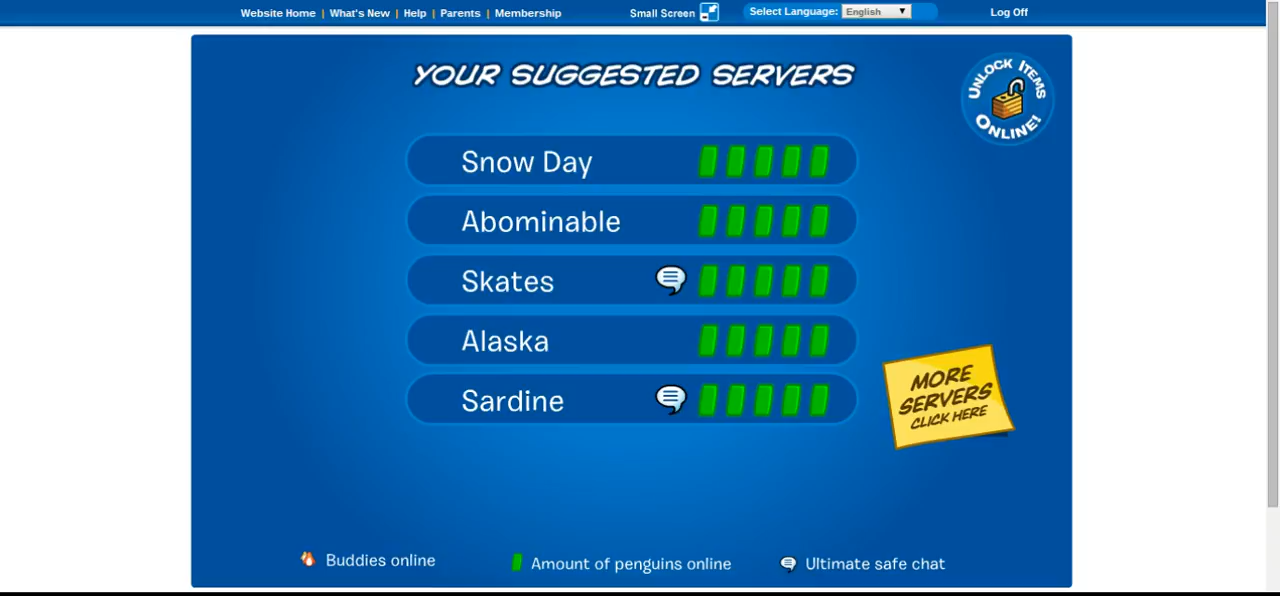 Website Home | What's New | Help | Parents | Membership Small Screen Select Language: English Log Off
YOUR SUGGESTED SERVERS
UNLOCK ITEMS
ONLINE!
Snow Day
Abominable
Skates
Alaska
Sardine
MORE
SERVERS
CLICK HERE
Buddies online
Amount of penguins online
Ultimate safe chat